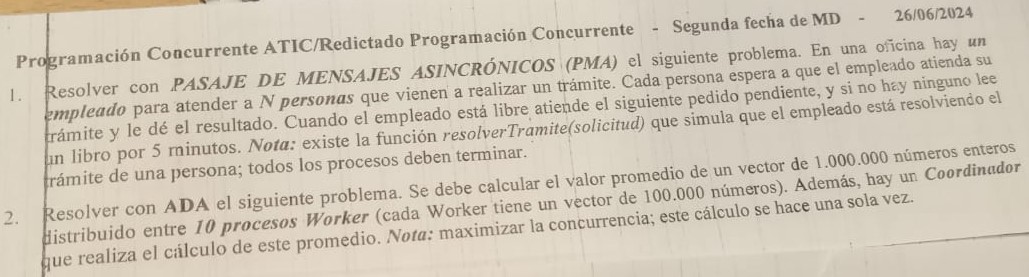 Programación Concurrente ATIC/Redictado Programación Concurrente - Segunda fecha de MD - 26/06/2024
1. Resolver con PASAJE DE MENSAJES ASINCRÓNICOS (PMA) el siguiente problema. En una oficina hay un
empleado para atender a N personas que vienen a realizar un trámite. Cada persona espera a que el empleado atienda su
trámite y le dé el resultado. Cuando el empleado está libre atiende el siguiente pedido pendiente, y si no hay ninguno lee
un libro por 5 minutos. Nota: existe la función resolverTramite(solicitud) que simula que el empleado está resolviendo el
trámite de una persona; todos los procesos deben terminar.
2. Resolver con ADA el siguiente problema. Se debe calcular el valor promedio de un vector de 1.000.000 números enteros
distribuido entre 10 procesos Worker (cada Worker tiene un vector de 100.000 números). Además, hay un Coordinador
que realiza el cálculo de este promedio. Nota: maximizar la concurrencia; este cálculo se hace una sola vez.